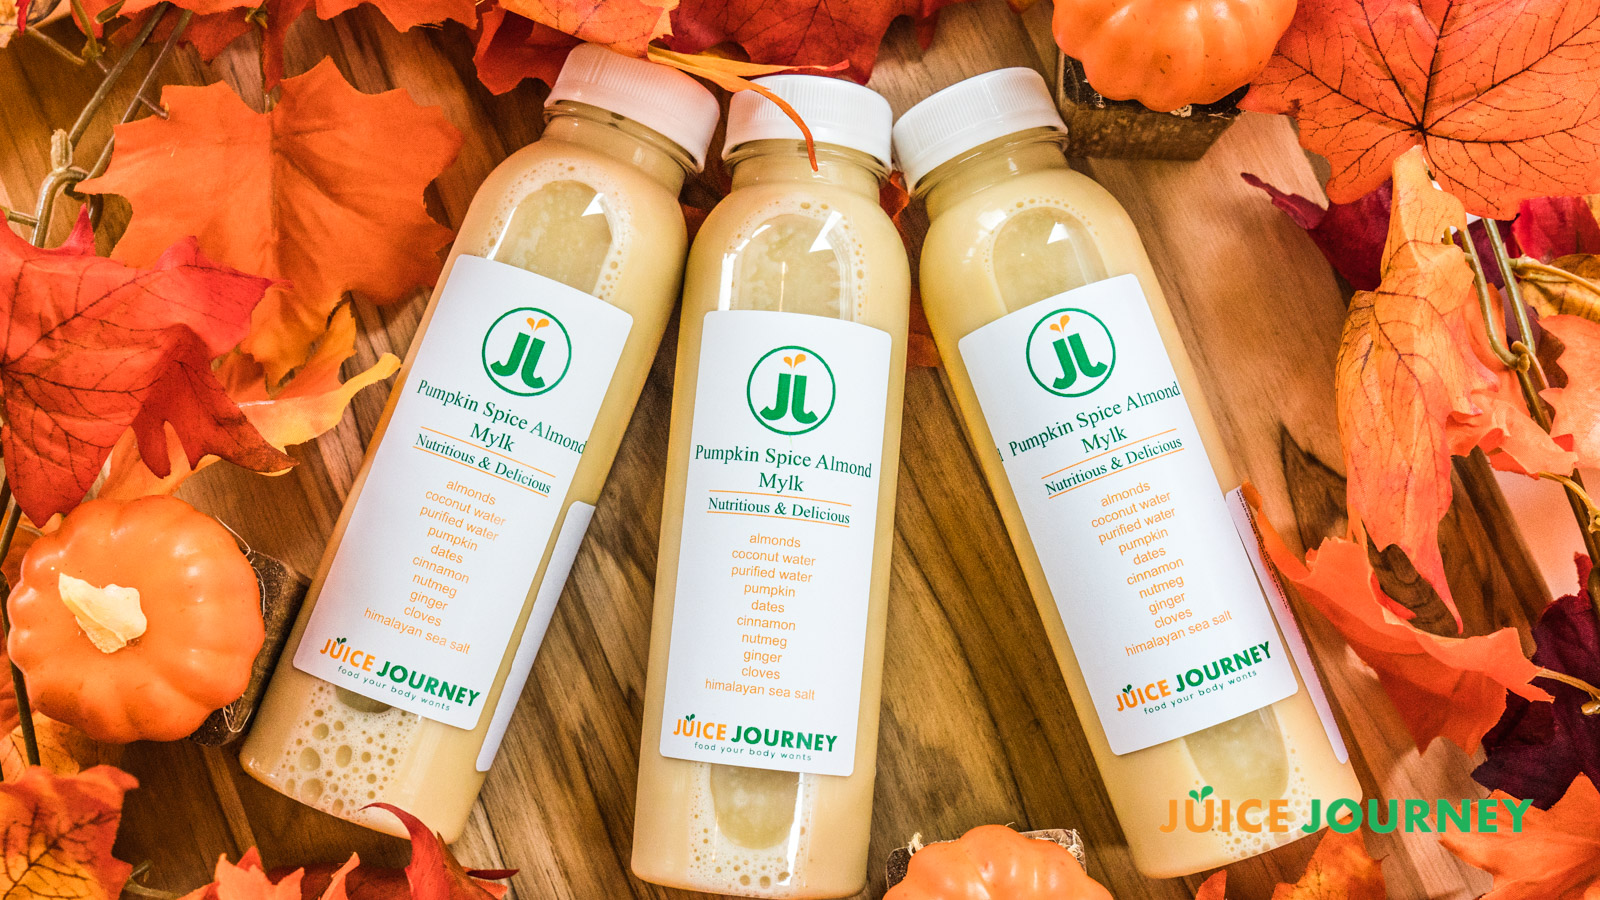 JL
Pumpkin Spice Almond
Mylk
Nutritious & Delicious
almonds
coconut water
purified water
pumpkin
dates
cinnamon
nutmeg
ginger
cloves
himalayan sea salt
JUICE JOURNEY
food your body wants
JL
Pumpkin Spice Almond
Mylk
Nutritious & Delicious
almonds
coconut water
purified water
pumpkin
dates
cinnamon
nutmeg
ginger
cloves
himalayan sea salt
JUICE JOURNEY
food your body wants
JL
Pumpkin Spice Almond
Mylk
Nutritious & Delicious
almonds
coconut water
purified water
pumpkin
dates
cinnamon
nutmeg
ginger
cloves
himalayan sea salt
JUICE JOURNEY
food your body wants
JUICE JOURNEY